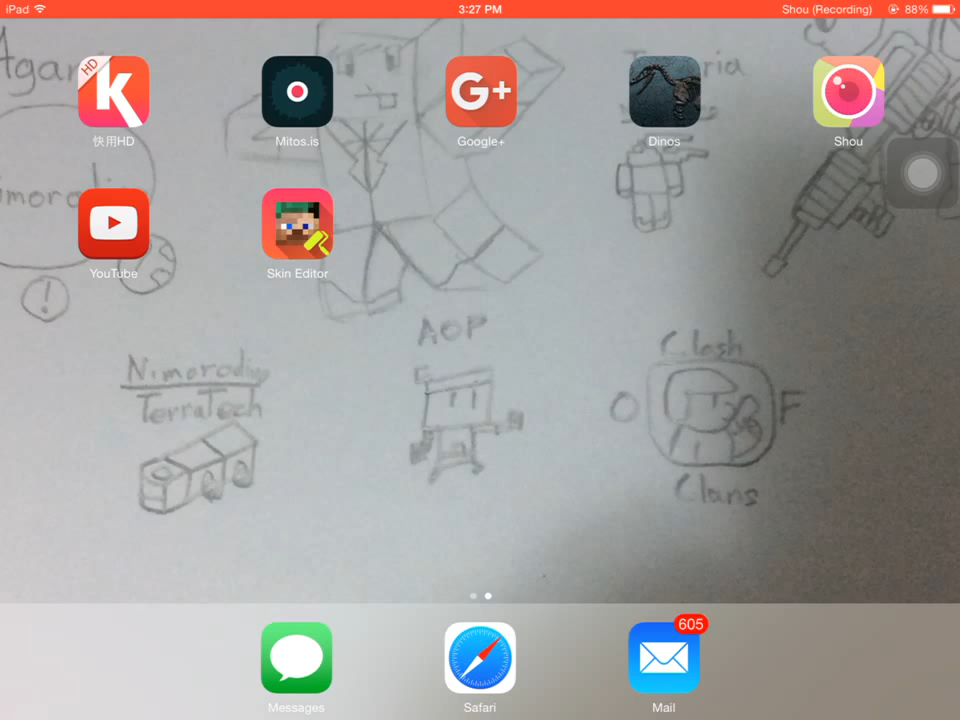 iPad 3:27 PM Shou (Recording) 88%
Agar
HD
快用HD
Mitos.is
G+
Google+
Dinos
Shou
YouTube
Skin Editor
AOP
Clash
TerraTech
O F
Clans
605
Messages
Safari
Mail